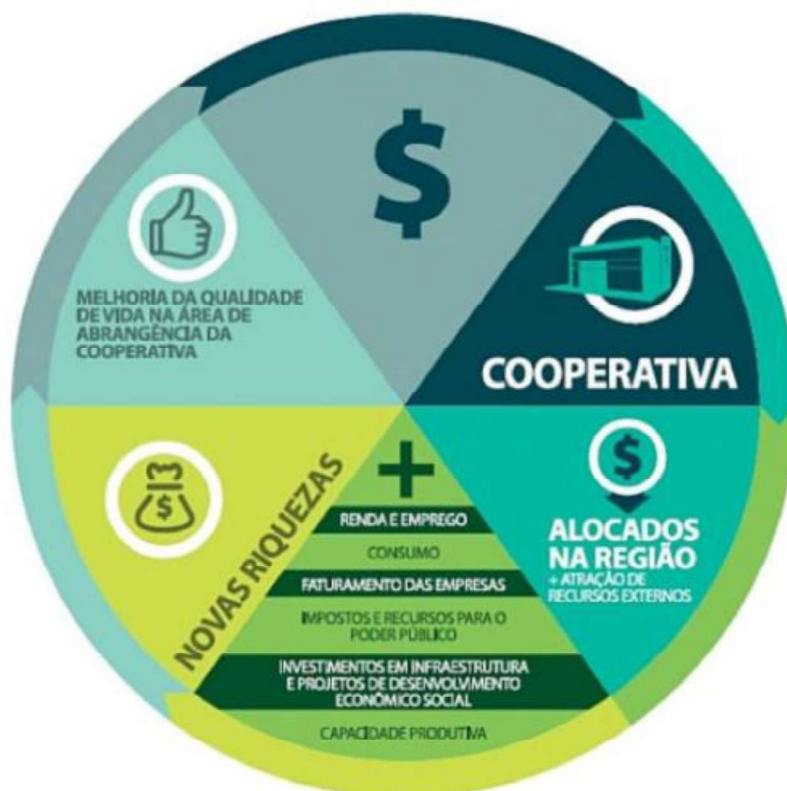 $
COOPERATIVA
$
ALOCADOS
NA REGIÃO
+ ATRAÇÃO DE
RECURSOS EXTERNOS
+
RENDA E EMPREGO
CONSUMO
FATURAMENTO DAS EMPRESAS
IMPOSTOS E RECURSOS PARA O
PODER PÚBLICO
INVESTIMENTOS EM INFRAESTRUTURA
E PROJETOS DE DESENVOLVIMENTO
ECONÔMICO SOCIAL
CAPACIDADE PRODUTIVA
NOVAS RIQUEZAS
$
MELHORIA DA QUALIDADE
DE VIDA NA ÁREA DE
ABRANGÊNCIA DA
COOPERATIVA